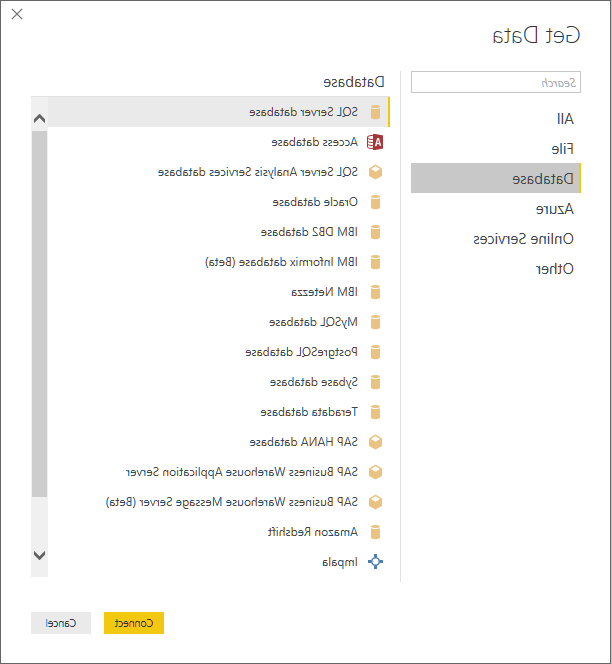 Get Data
Search
All
File
Database
Azure
Online Services
Other
Database
SQL Server database
Access database
SQL Server Analysis Services database
Oracle database
IBM DB2 database
IBM Informix database (Beta)
IBM Netezza
MySQL database
PostgreSQL database
Sybase database
Teradata database
SAP HANA database
SAP Business Warehouse Application Server
SAP Business Warehouse Message Server (Beta)
Amazon Redshift
Impala
Connect
Cancel